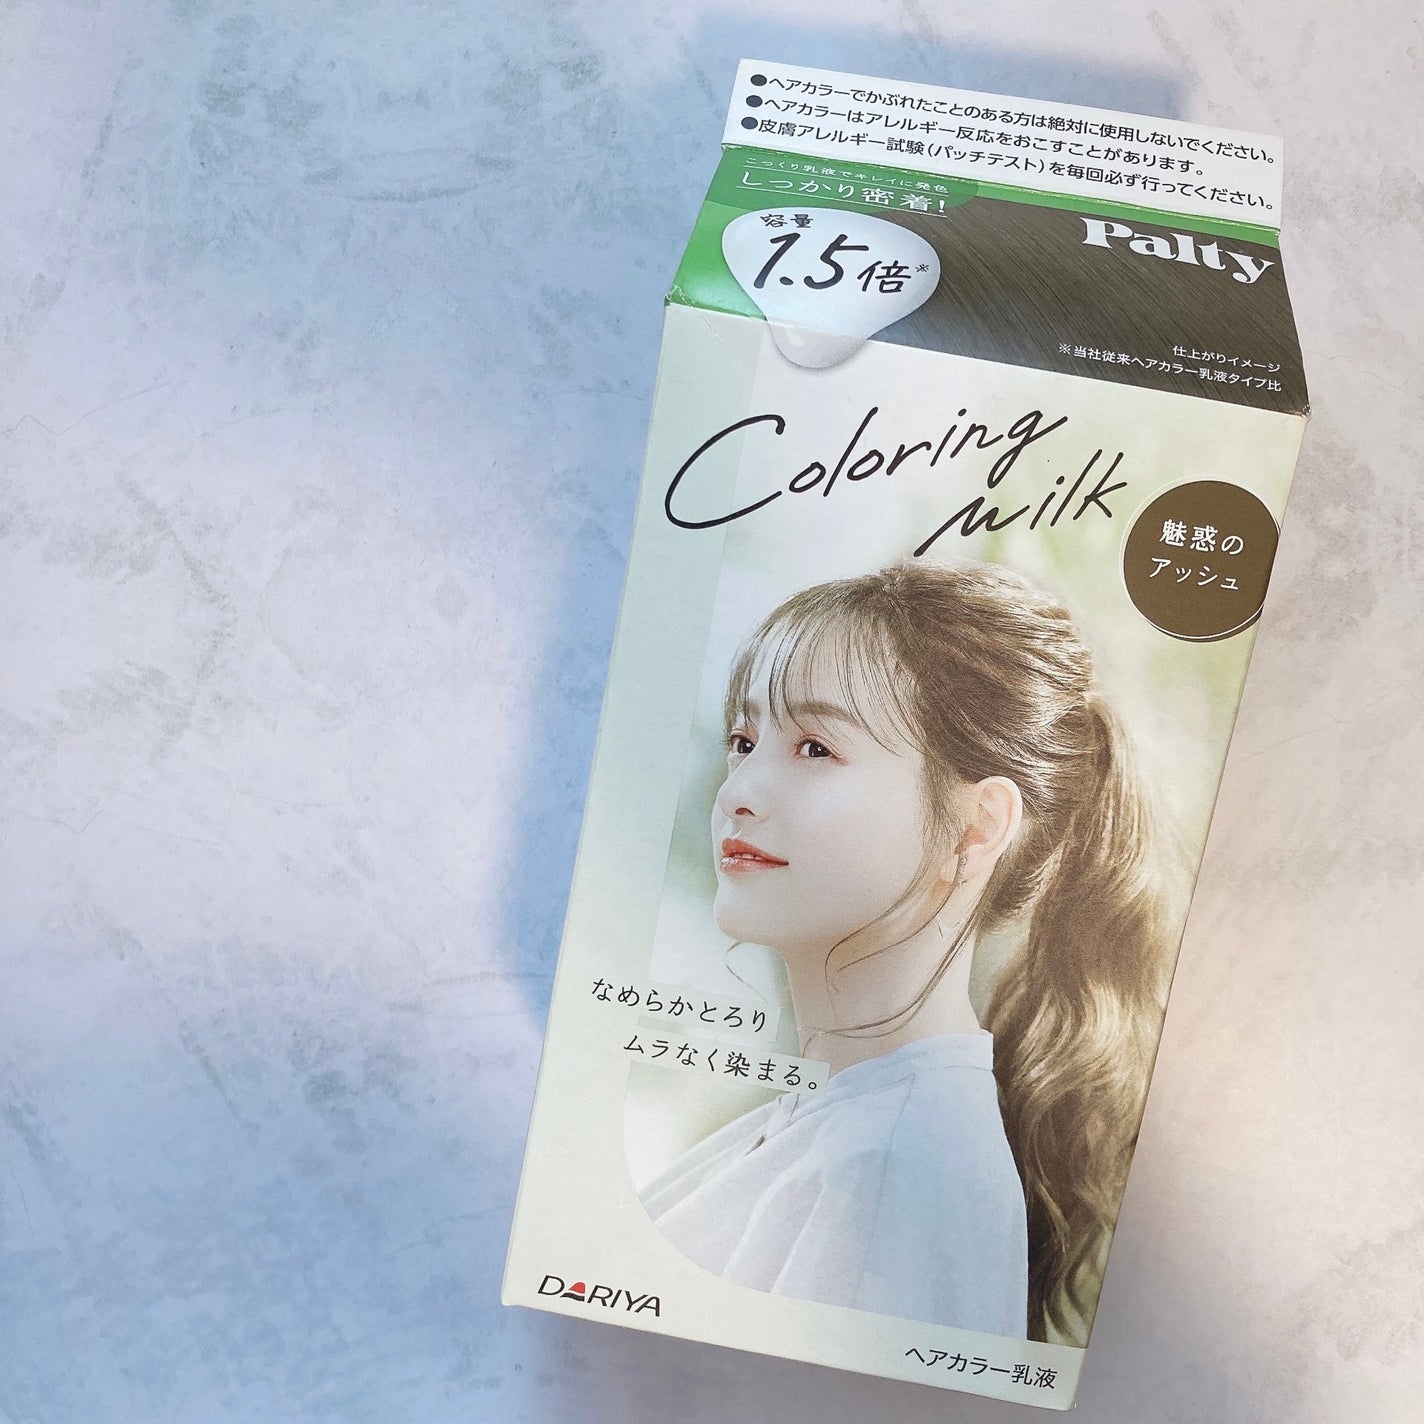 ●ヘアカラーでかぶれたことのある方は絶対に使用しないでください。
●ヘアカラーはアレルギー反応をおこすことがあります。
●皮膚アレルギー試験(パッチテスト)を毎回必ず行ってください。
こっくり乳液でキレイに発色
しっかり密着!
容量
1.5倍※
Palty
仕上がりイメージ
※当社従来ヘアカラー乳液タイプ比
Coloring
milk
魅惑の
アッシュ
なめらかとろり
ムラなく染まる。
DARIYA
ヘアカラー乳液